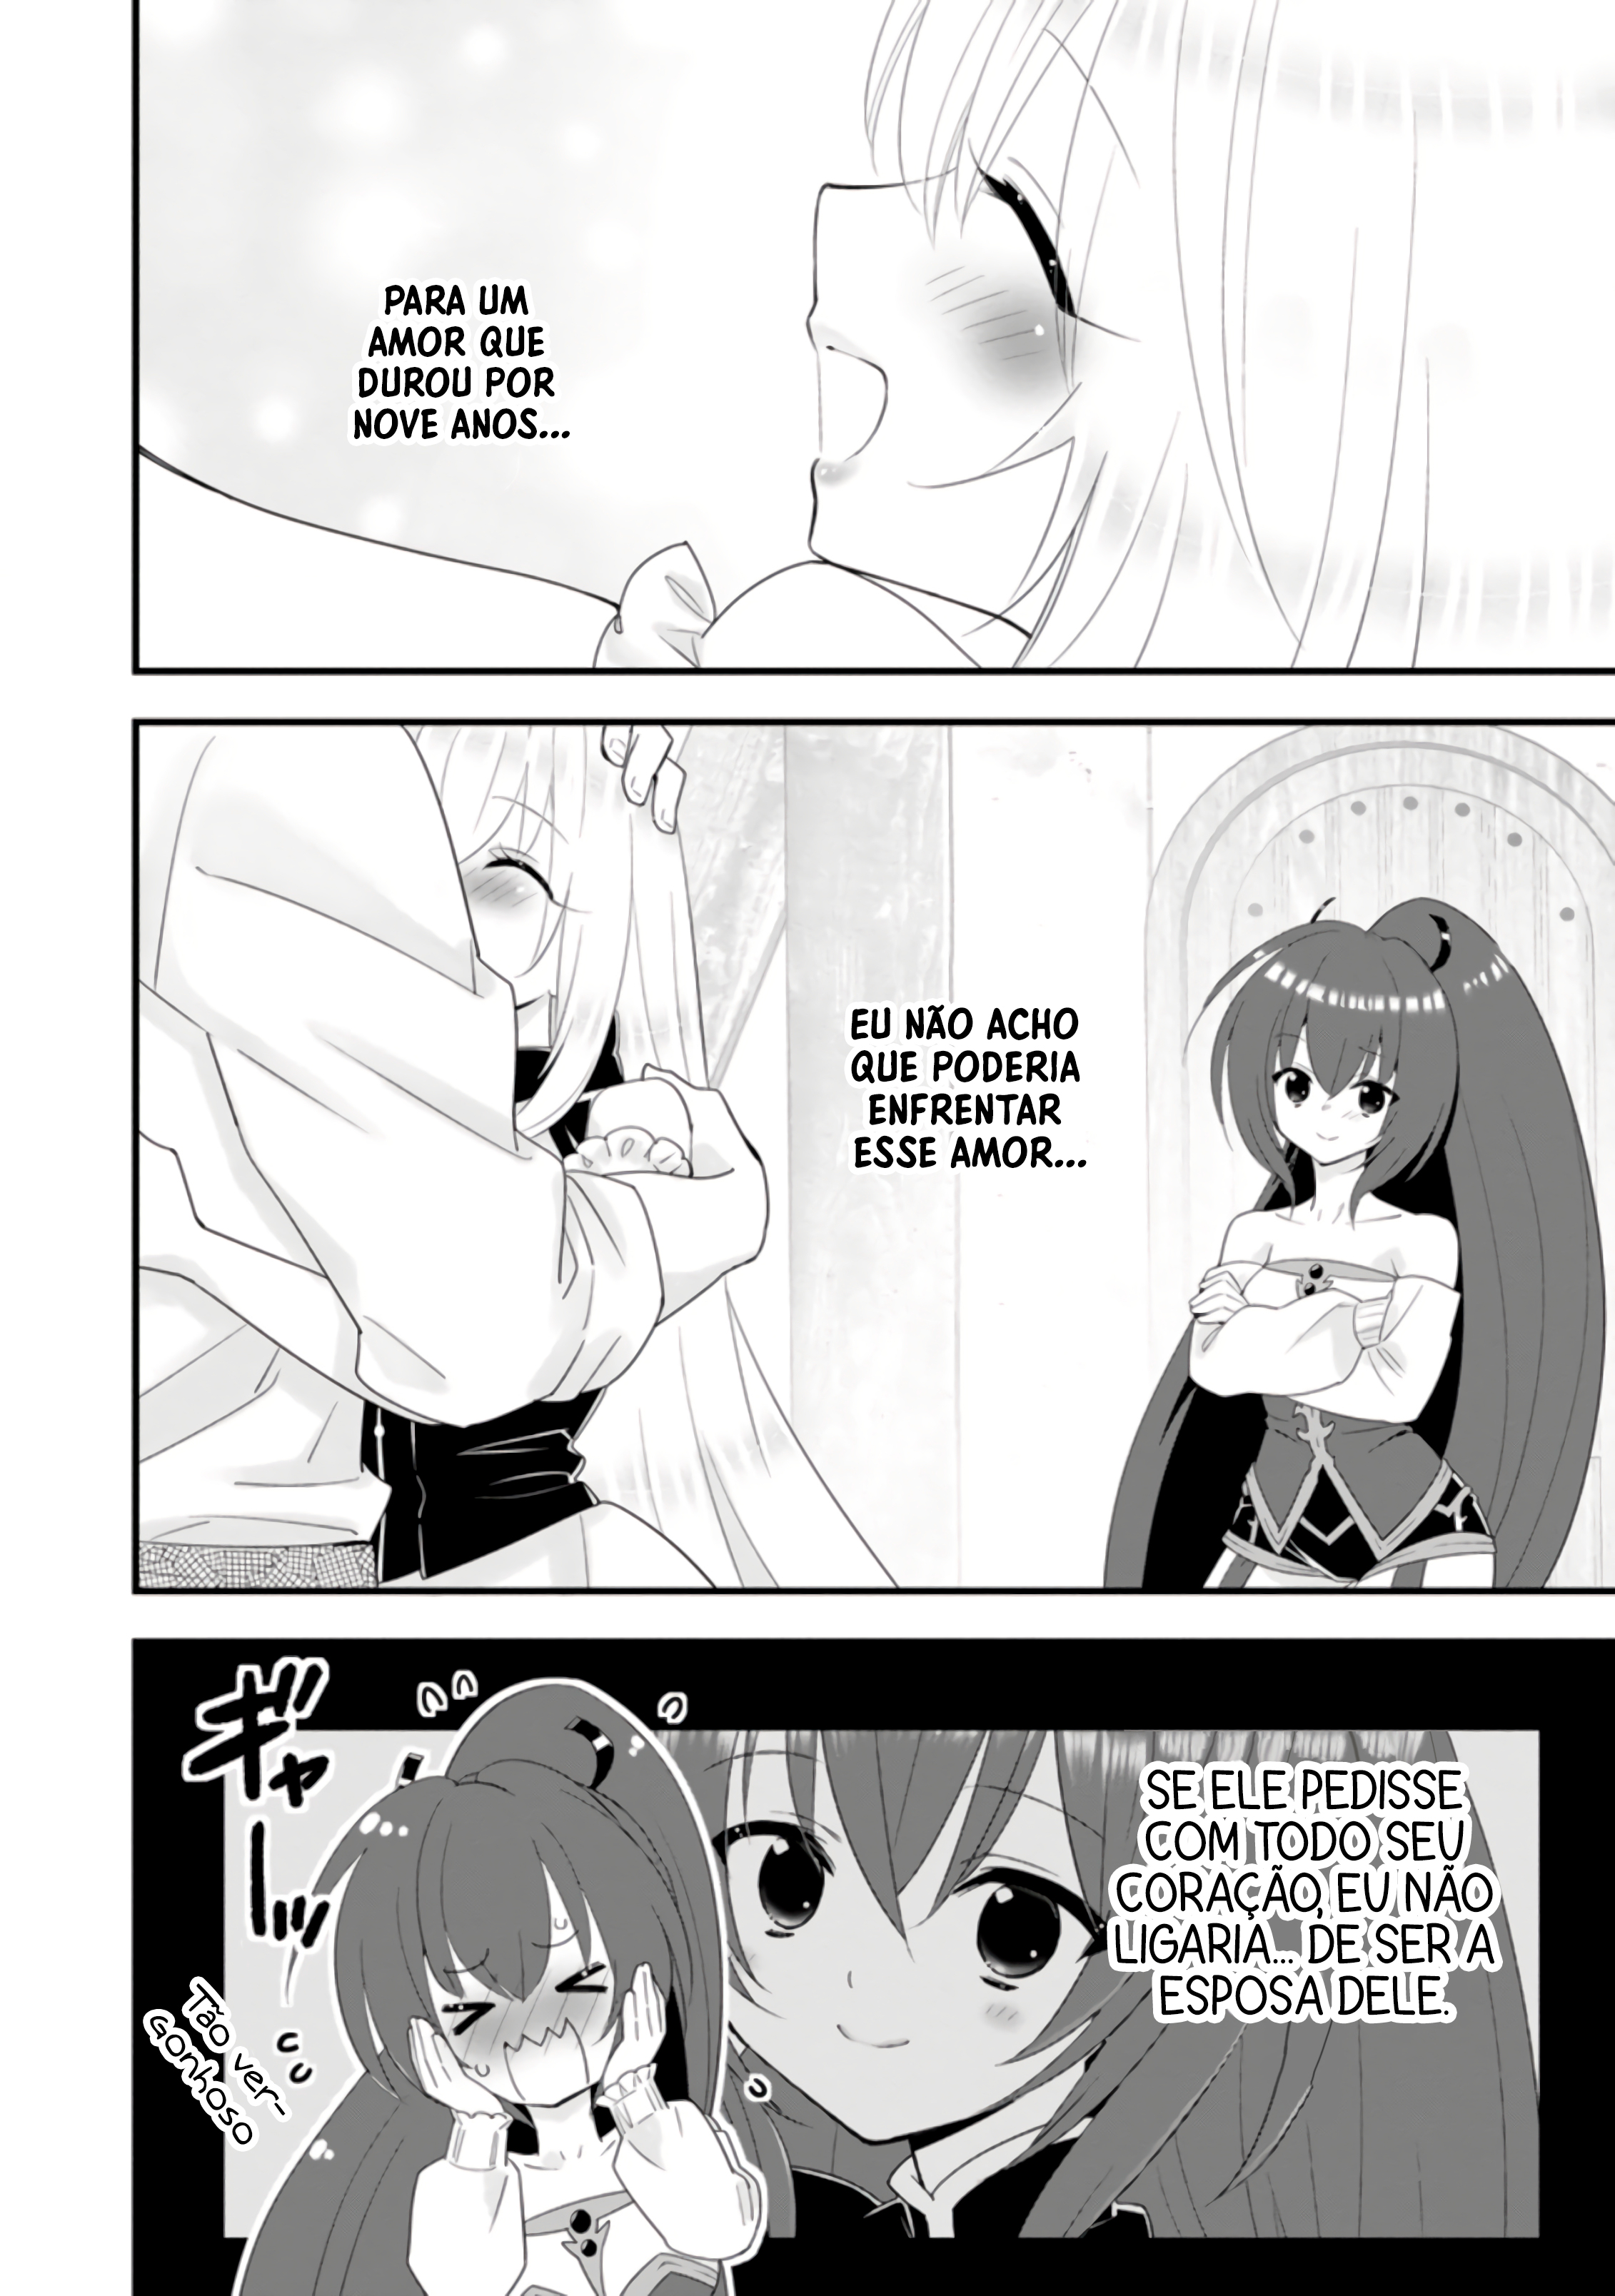 PARA UM
AMOR QUE
DUROU POR
NOVE ANOS...
EU NÃO ACHO
QUE PODERIA
ENFRENTAR
ESSE AMOR...
SE ELE PEDISSE
COM TODO SEU
CORAÇÃO, EU NÃO
LIGARIA... DE SER A
ESPOSA DELE.
ギャーッ
Tão ver-
gonhoso